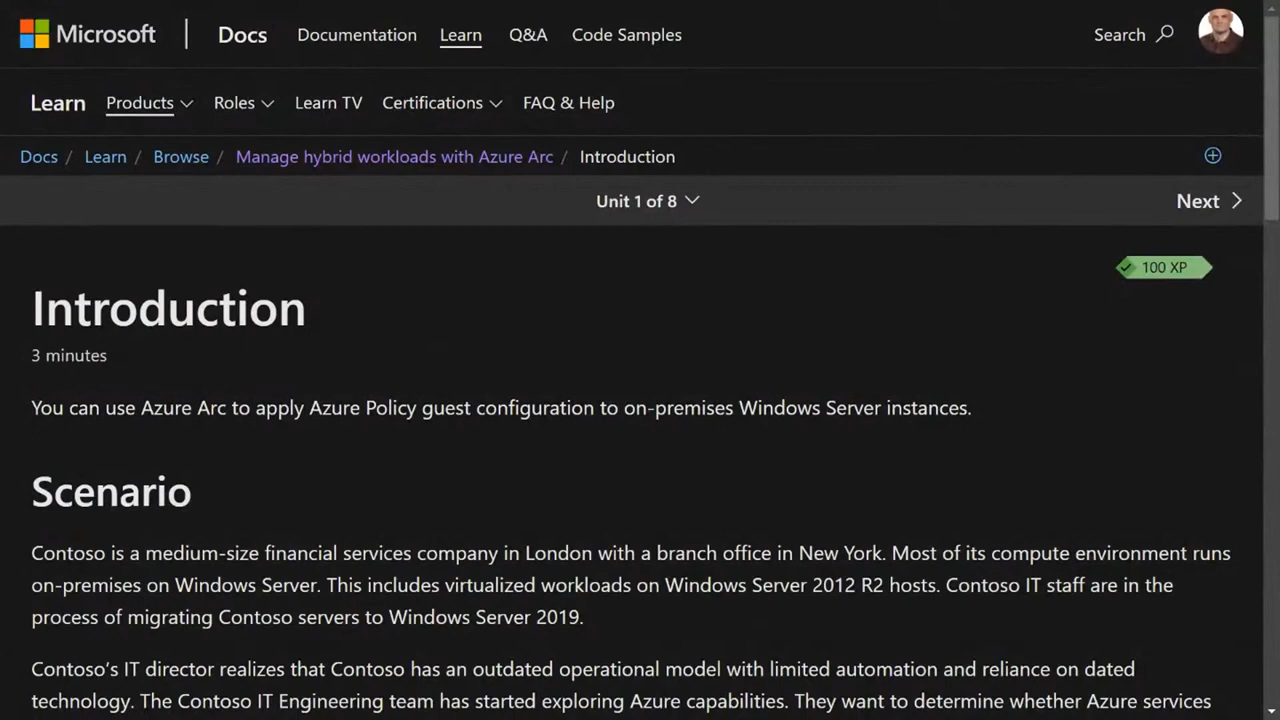 Microsoft Docs Documentation Learn Q&A Code Samples Search
Learn Products Roles Learn TV Certifications FAQ & Help
Docs / Learn / Browse / Manage hybrid workloads with Azure Arc / Introduction
Unit 1 of 8 Next
100 XP
Introduction
3 minutes
You can use Azure Arc to apply Azure Policy guest configuration to on-premises Windows Server instances.
Scenario
Contoso is a medium-size financial services company in London with a branch office in New York. Most of its compute environment runs
on-premises on Windows Server. This includes virtualized workloads on Windows Server 2012 R2 hosts. Contoso IT staff are in the
process of migrating Contoso servers to Windows Server 2019.
Contoso’s IT director realizes that Contoso has an outdated operational model with limited automation and reliance on dated
technology. The Contoso IT Engineering team has started exploring Azure capabilities. They want to determine whether Azure services